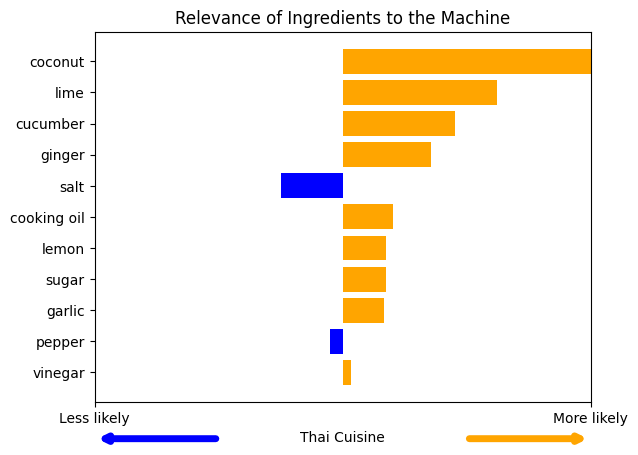 Relevance of Ingredients to the Machine
coconut
lime
cucumber
ginger
salt
cooking oil
lemon
sugar
garlic
pepper
vinegar
Less likely
More likely
Thai Cuisine